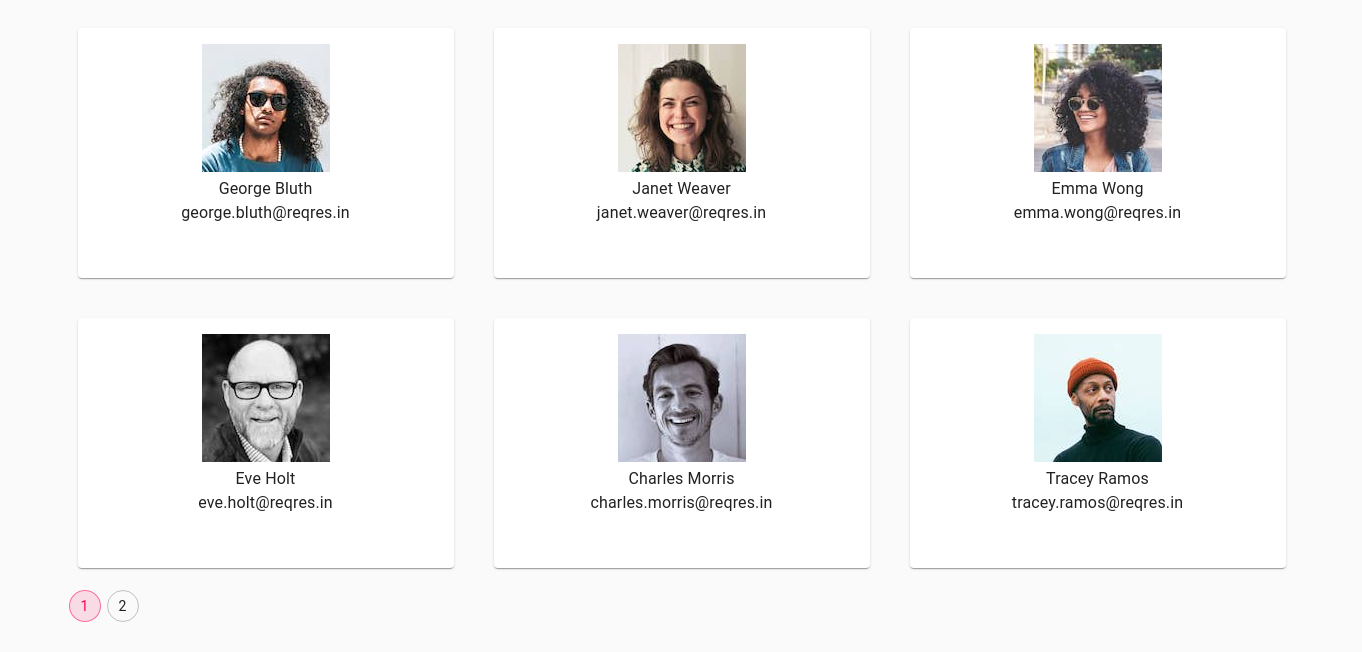 George Bluth
george.bluth@reqres.in
Janet Weaver
janet.weaver@reqres.in
Emma Wong
emma.wong@reqres.in
Eve Holt
eve.holt@reqres.in
Charles Morris
charles.morris@reqres.in
Tracey Ramos
tracey.ramos@reqres.in
1 2